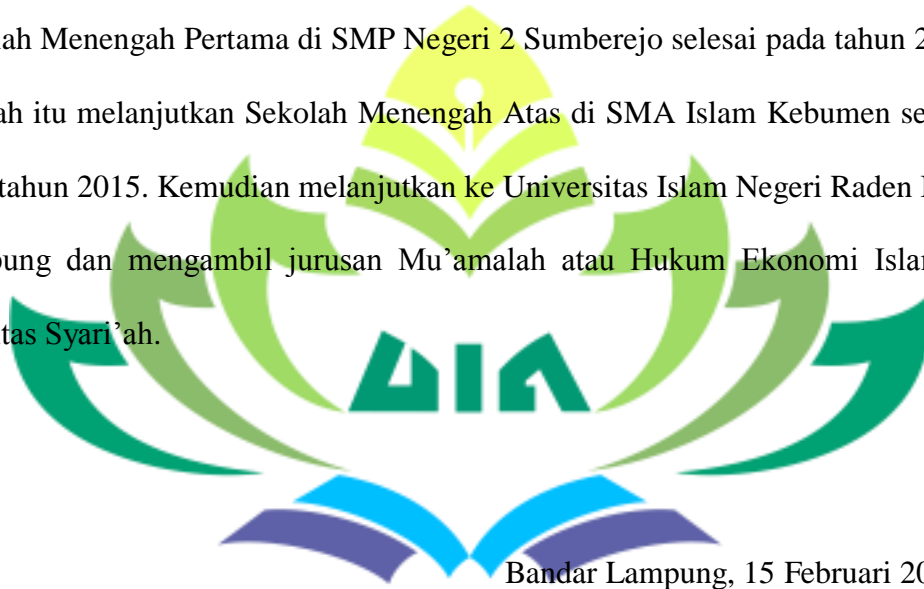 lah Menengah Pertama di SMP Negeri 2 Sumberejo selesai pada tahun 2
ah itu melanjutkan Sekolah Menengah Atas di SMA Islam Kebumen se
tahun 2015. Kemudian melanjutkan ke Universitas Islam Negeri Raden
pung dan mengambil jurusan Mu’amalah atau Hukum Ekonomi Islam
tas Syari’ah.
UIN
Bandar Lampung, 15 Februari 20